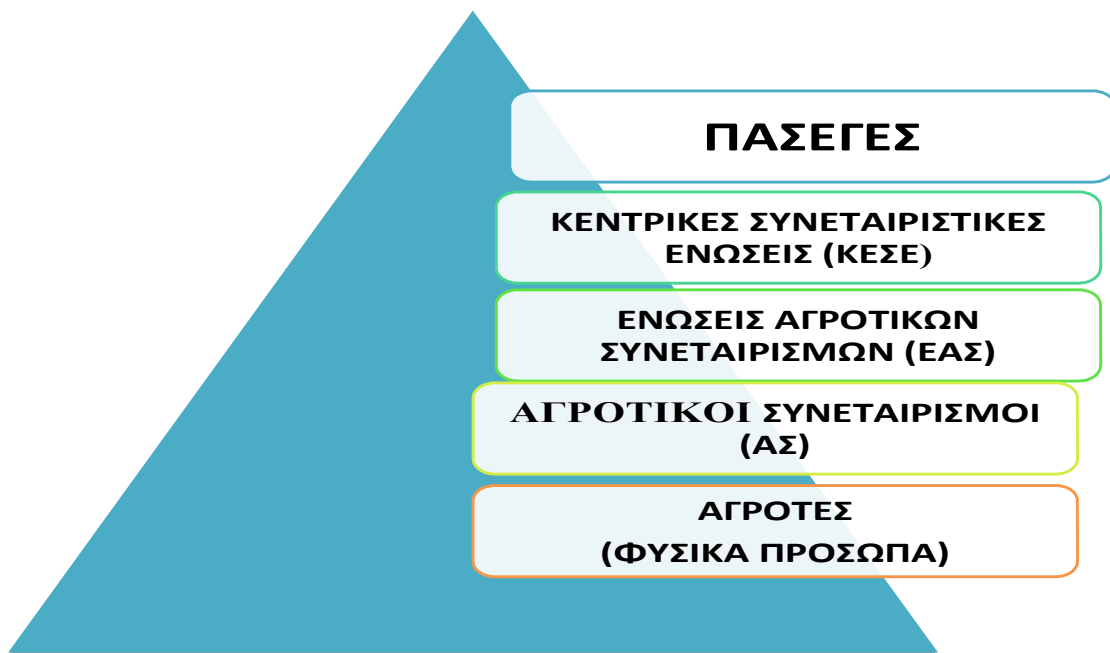 ΠΑΣΕΓΕΣ
ΚΕΝΤΡΙΚΕΣ ΣΥΝΕΤΑΙΡΙΣΤΙΚΕΣ
ΕΝΩΣΕΙΣ (ΚΕΣΕ)
ΕΝΩΣΕΙΣ ΑΓΡΟΤΙΚΩΝ
ΣΥΝΕΤΑΙΡΙΣΜΩΝ (ΕΑΣ)
ΑΓΡΟΤΙΚΟΙ ΣΥΝΕΤΑΙΡΙΣΜΟΙ
(ΑΣ)
ΑΓΡΟΤΕΣ
(ΦΥΣΙΚΑ ΠΡΟΣΩΠΑ)